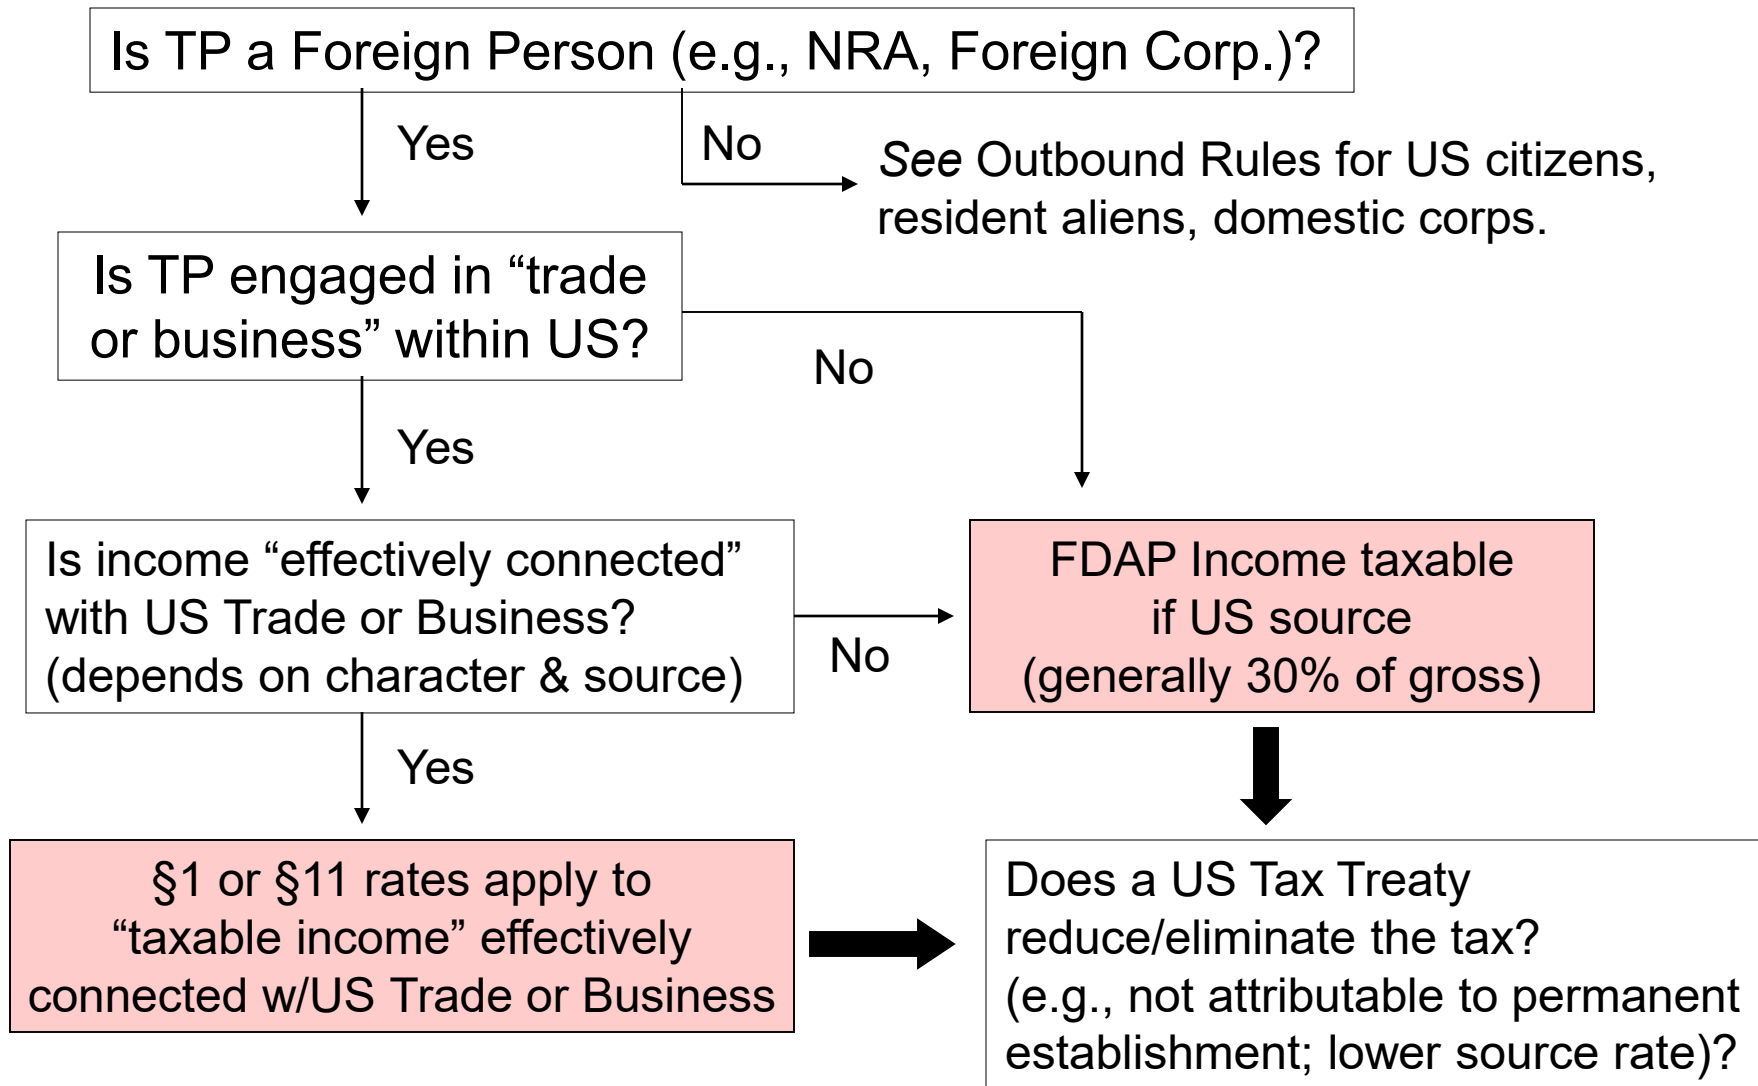 Is TP a Foreign Person (e.g., NRA, Foreign Corp.)?
Yes
No
See Outbound Rules for US citizens,
resident aliens, domestic corps.
Is TP engaged in “trade
or business” within US?
No
Yes
Is income “effectively connected”
with US Trade or Business?
(depends on character & source)
No
FDAP Income taxable
if US source
(generally 30% of gross)
Yes
§1 or §11 rates apply to
“taxable income” effectively
connected w/US Trade or Business
Does a US Tax Treaty
reduce/eliminate the tax?
(e.g., not attributable to permanent
establishment; lower source rate)?